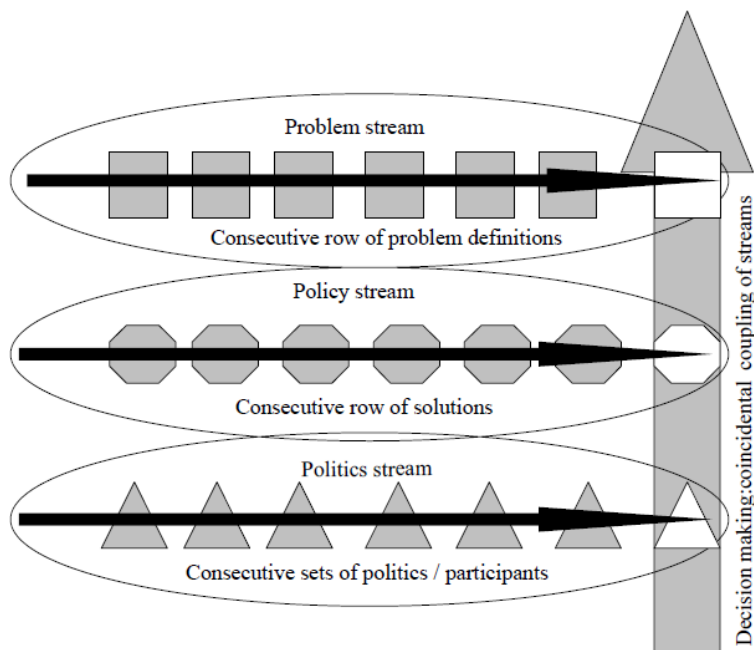 Problem stream
Consecutive row of problem definitions
Policy stream
Consecutive row of solutions
Politics stream
Consecutive sets of politics / participants
Decision making:coincidental coupling of streams